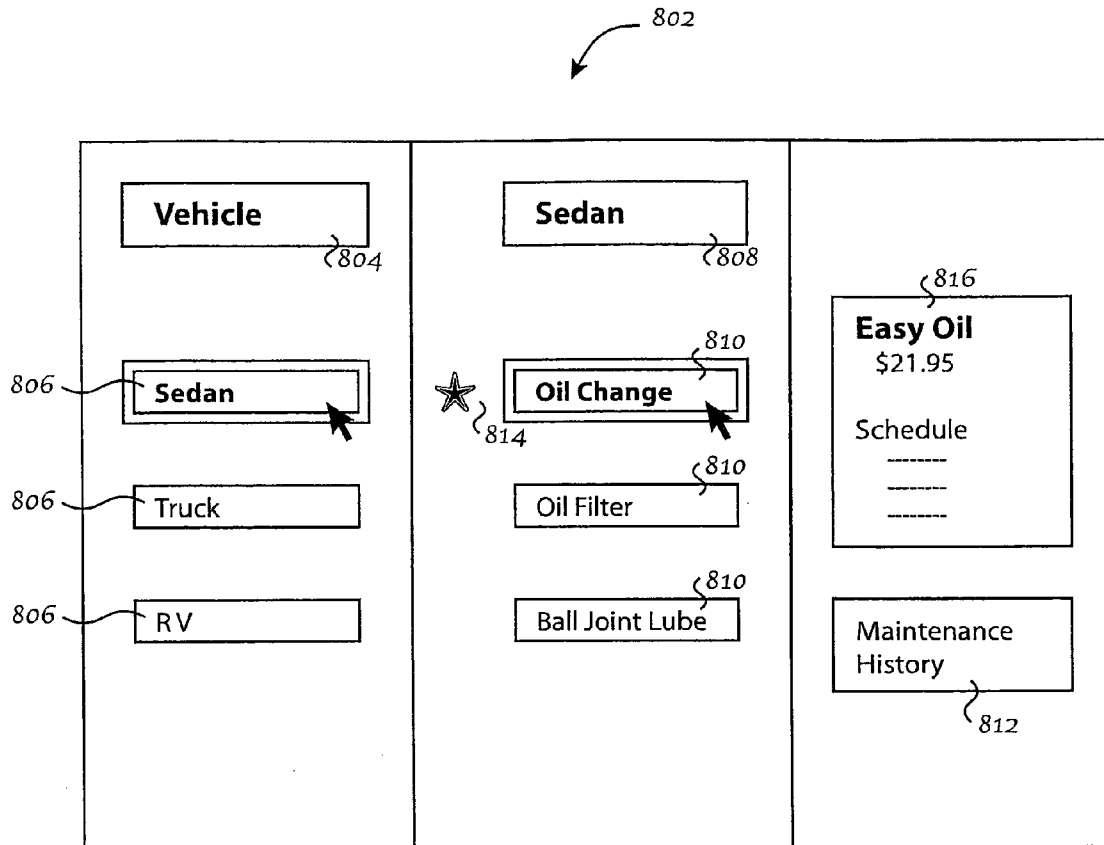 802
Vehicle
804
Sedan
808
806
Sedan
806
Truck
806
R V
814
810
Oil Change
810
Oil Filter
810
Ball Joint Lube
816
Easy Oil
$21.95
Schedule
--------
--------
--------
Maintenance
History
812